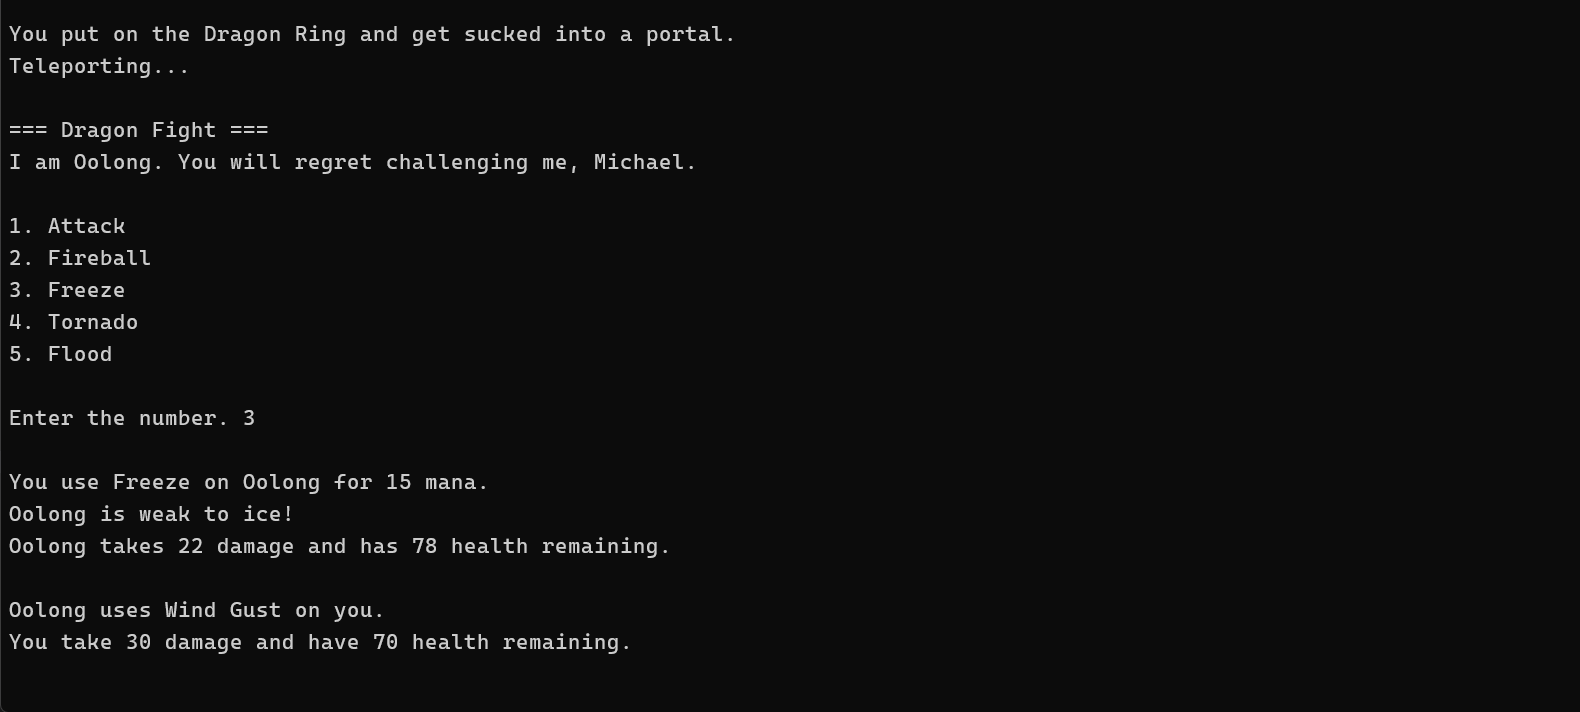 You put on the Dragon Ring and get sucked into a portal.
Teleporting...
=== Dragon Fight ===
I am Oolong. You will regret challenging me, Michael.
1. Attack
2. Fireball
3. Freeze
4. Tornado
5. Flood
Enter the number. 3
You use Freeze on Oolong for 15 mana.
Oolong is weak to ice!
Oolong takes 22 damage and has 78 health remaining.
Oolong uses Wind Gust on you.
You take 30 damage and have 70 health remaining.